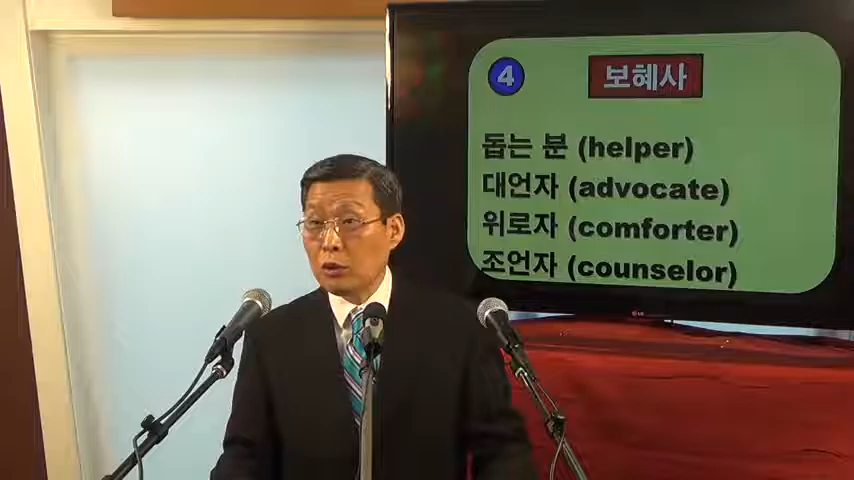 4 보혜사
돕는 분 (helper)
대언자 (advocate)
위로자 (comforter)
조언자 (counselor)
LG